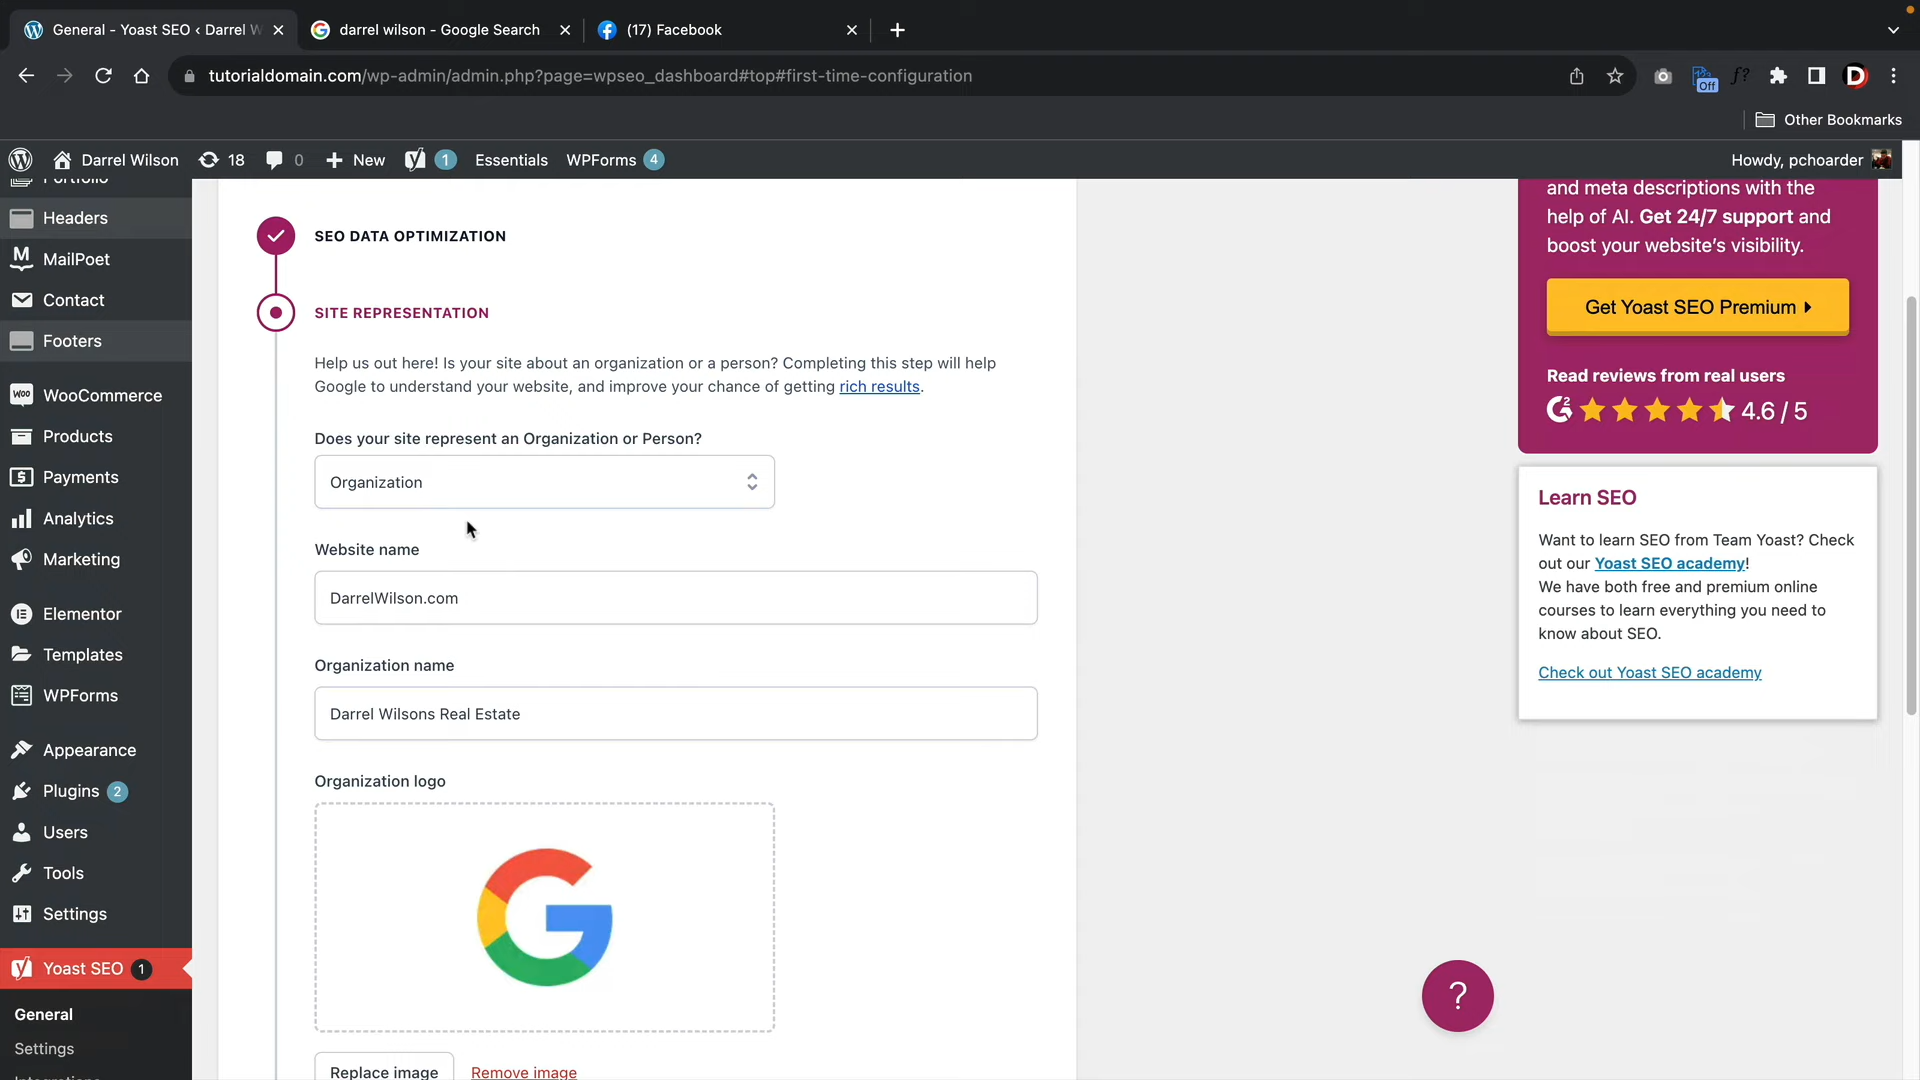 General - Yoast SEO ‹ Darrel W
darrel wilson - Google Search
(17) Facebook
tutorialdomain.com/wp-admin/admin.php?page=wpseo_dashboard#top#first-time-configuration
f?
Off
D
Other Bookmarks
Darrel Wilson
18
0
New
1
Essentials
WPForms 4
Howdy, pchoarder
Portfolio
Headers
MailPoet
Contact
Footers
WooCommerce
Products
Payments
Analytics
Marketing
Elementor
Templates
WPForms
Appearance
Plugins 2
Users
Tools
Settings
Yoast SEO 1
General
Settings
Integrations
SEO DATA OPTIMIZATION
SITE REPRESENTATION
Help us out here! Is your site about an organization or a person? Completing this step will help
Google to understand your website, and improve your chance of getting rich results.
Does your site represent an Organization or Person?
Organization
Website name
DarrelWilson.com
Organization name
Darrel Wilsons Real Estate
Organization logo
G
Replace image
Remove image
and meta descriptions with the
help of AI. Get 24/7 support and
boost your website's visibility.
Get Yoast SEO Premium
Read reviews from real users
4.6 / 5
Learn SEO
Want to learn SEO from Team Yoast? Check
out our Yoast SEO academy!
We have both free and premium online
courses to learn everything you need to
know about SEO.
Check out Yoast SEO academy
?